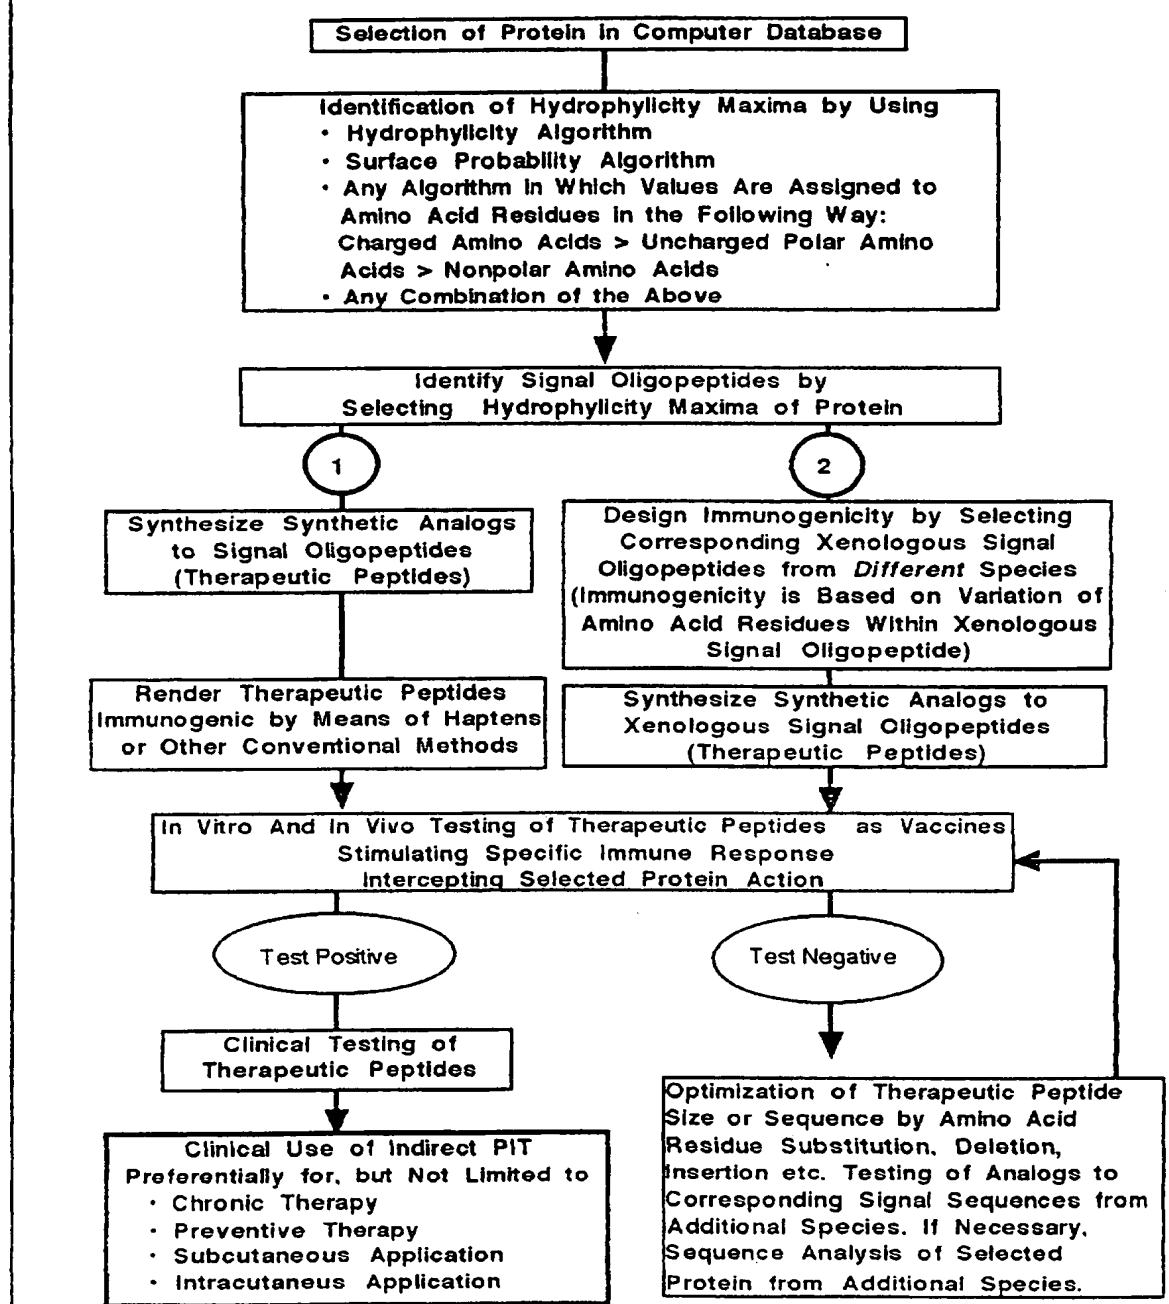 Selection of Protein in Computer Database
Identification of Hydrophylicity Maxima by Using
• Hydrophylicity Algorithm
• Surface Probability Algorithm
• Any Algorithm in Which Values Are Assigned to
Amino Acid Residues in the Following Way:
Charged Amino Acids > Uncharged Polar Amino
Acids > Nonpolar Amino Acids
• Any Combination of the Above
Identify Signal Oligopeptides by
Selecting Hydrophylicity Maxima of Protein
1
Synthesize Synthetic Analogs
to Signal Oligopeptides
(Therapeutic Peptides)
Render Therapeutic Peptides
Immunogenic by Means of Haptens
or Other Conventional Methods
2
Design Immunogenicity by Selecting
Corresponding Xenologous Signal
Oligopeptides from Different Species
(Immunogenicity is Based on Variation of
Amino Acid Residues Within Xenologous
Signal Oligopeptide)
Synthesize Synthetic Analogs to
Xenologous Signal Oligopeptides
(Therapeutic Peptides)
In Vitro And In Vivo Testing of Therapeutic Peptides as Vaccines
Stimulating Specific Immune Response
Intercepting Selected Protein Action
Test Positive
Clinical Testing of
Therapeutic Peptides
Clinical Use of Indirect PIT
Preferentially for, but Not Limited to
• Chronic Therapy
• Preventive Therapy
• Subcutaneous Application
• Intracutaneus Application
Test Negative
Optimization of Therapeutic Peptide
Size or Sequence by Amino Acid
Residue Substitution, Deletion,
Insertion etc. Testing of Analogs to
Corresponding Signal Sequences from
Additional Species. If Necessary,
Sequence Analysis of Selected
Protein from Additional Species.